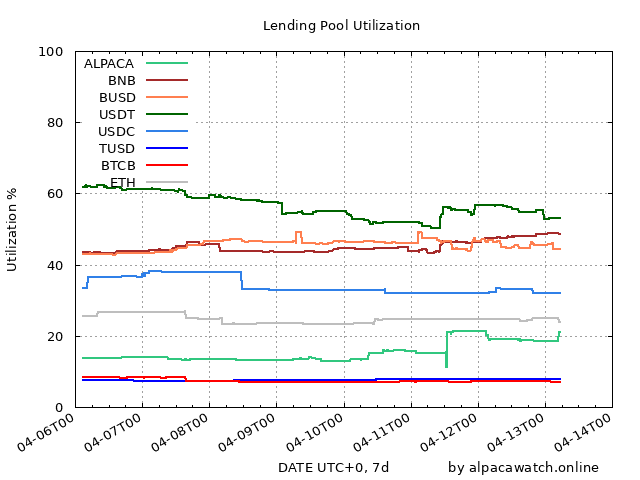 Lending Pool Utilization
100
80
60
40
20
0
Utilization %
ALPACA
BNB
BUSD
USDT
USDC
TUSD
BTCB
ETH
04-06T00
04-07T00
04-08T00
04-09T00
04-10T00
04-11T00
04-12T00
04-13T00
04-14T00
DATE UTC+0, 7d
by alpacawatch.online